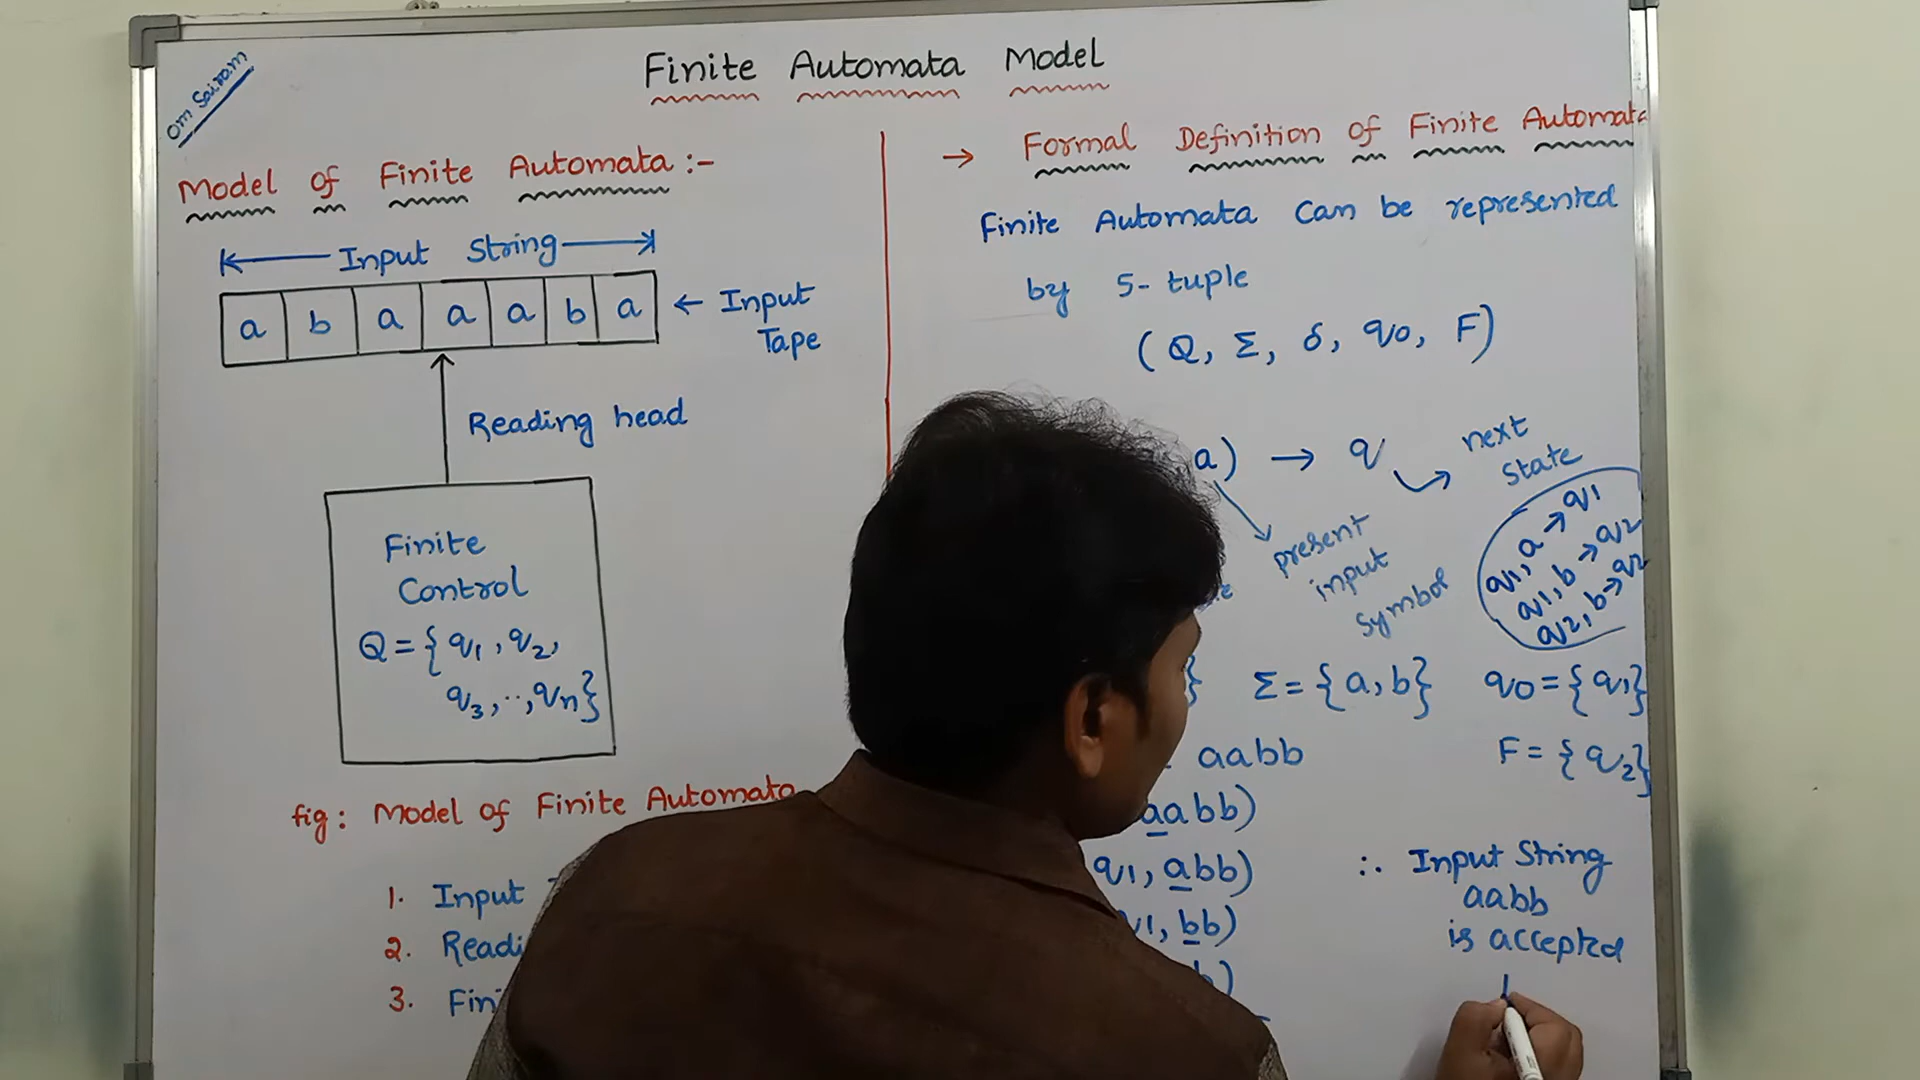 Om Sairam
Finite Automata Model
Model of Finite Automata :-
Input String
a b a a a b a
← Input
Tape
Reading head
Finite
Control
Q = {q1, q2,
q3, .., qn}
fig: Model of Finite Automata
1. Input
2. Readi
3. Fin
→ Formal Definition of Finite Automata
Finite Automata can be represented
by 5-tuple
(Q, Σ, δ, q0, F)
a) → q
next
state
present
input
symbol
q1, a → q1
q1, b → q2
q2, b → q2
} Σ = {a, b} q0 = {q1}
aabb F = {q2}
aabb)
q1, abb)
q1, bb)
b)
∴ Input String
aabb
is accepted